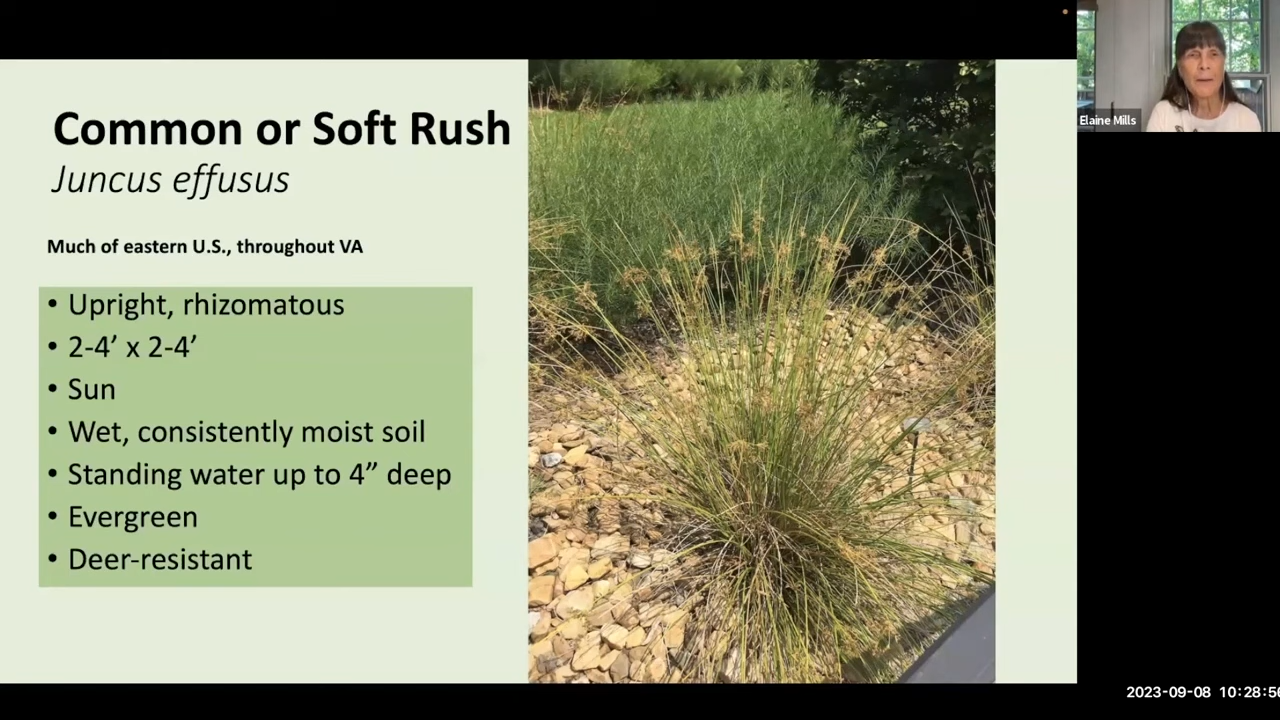 Common or Soft Rush
Juncus effusus
Much of eastern U.S., throughout VA
• Upright, rhizomatous
• 2-4’ x 2-4’
• Sun
• Wet, consistently moist soil
• Standing water up to 4” deep
• Evergreen
• Deer-resistant
Elaine Mills
2023-09-08 10:28:56